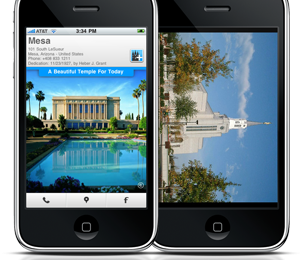 AT&T 3:34 PM
Mesa
101 South LeSueur
Mesa, Arizona - United States
Phone: +408 833 1211
Dedication: 11/23/1927, by Heber J. Grant
A Beautiful Temple For Today